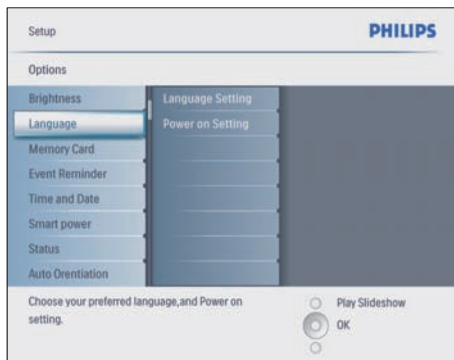 Setup
PHILIPS
Options
Brightness
Language
Memory Card
Event Reminder
Time and Date
Smart power
Status
Auto Orentiation
Language Setting
Power on Setting
Choose your preferred language,and Power on
setting.
Play Slideshow
OK